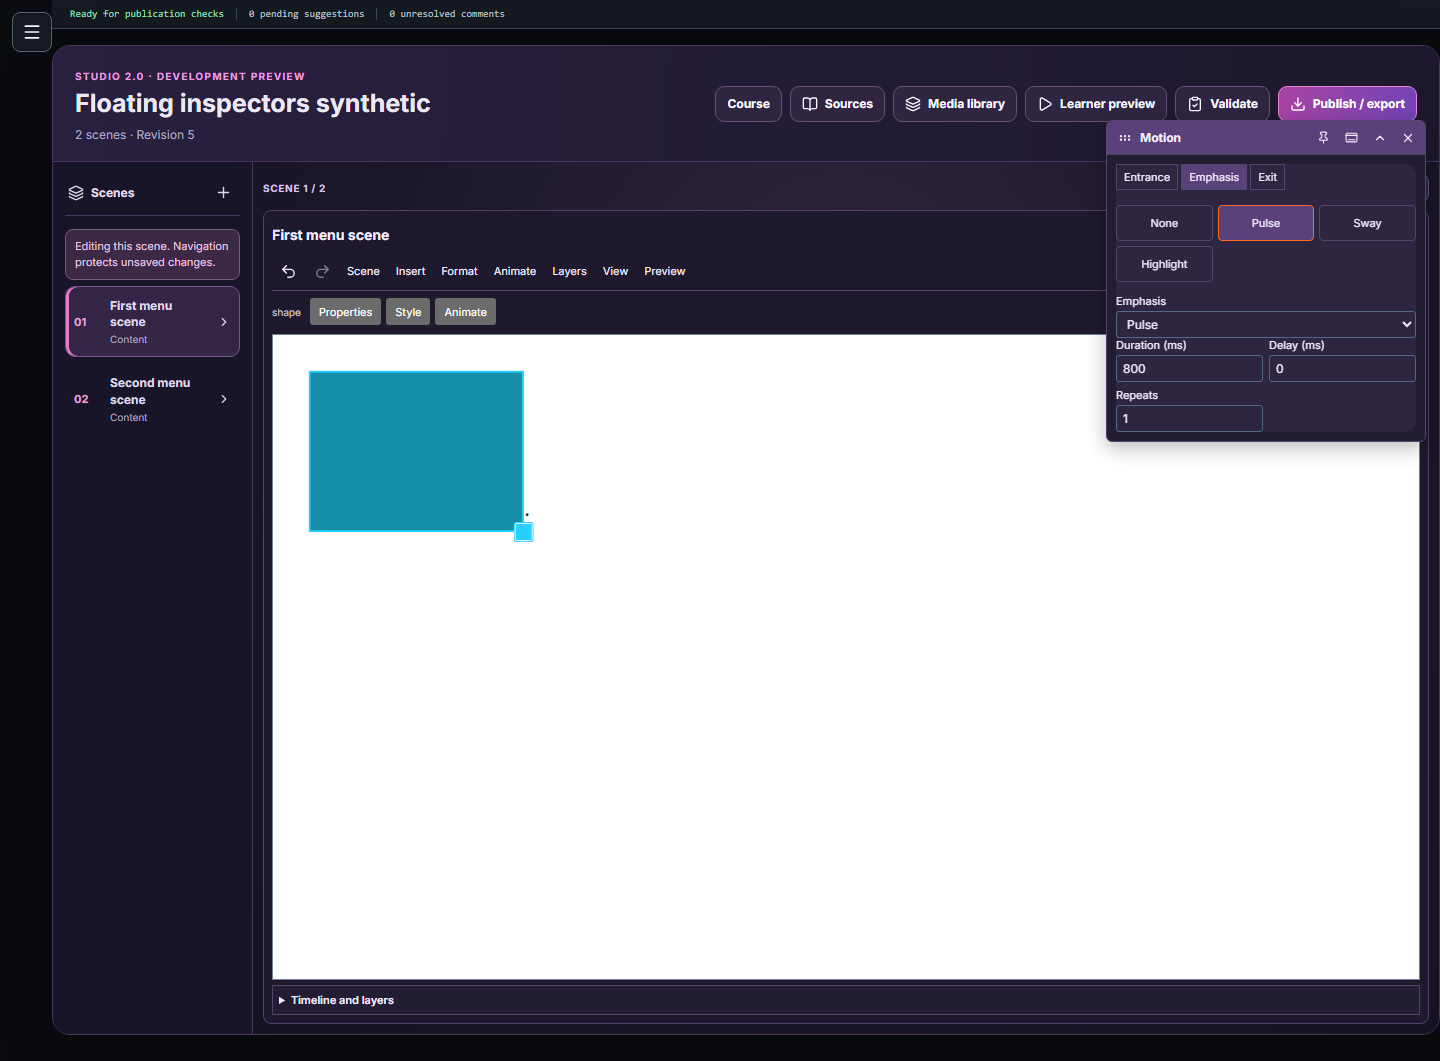 Ready for publication checks
0 pending suggestions
0 unresolved comments
STUDIO 2.0 · DEVELOPMENT PREVIEW
Floating inspectors synthetic
2 scenes · Revision 5
Course
Sources
Media library
Learner preview
Validate
Publish / export
Scenes
Editing this scene. Navigation
protects unsaved changes.
01
First menu
scene
Content
02
Second menu
scene
Content
SCENE 1 / 2
First menu scene
Scene
Insert
Format
Animate
Layers
View
Preview
shape
Properties
Style
Animate
Timeline and layers
Motion
Entrance
Emphasis
Exit
None
Pulse
Sway
Highlight
Emphasis
Pulse
Duration (ms)
Delay (ms)
800
0
Repeats
1